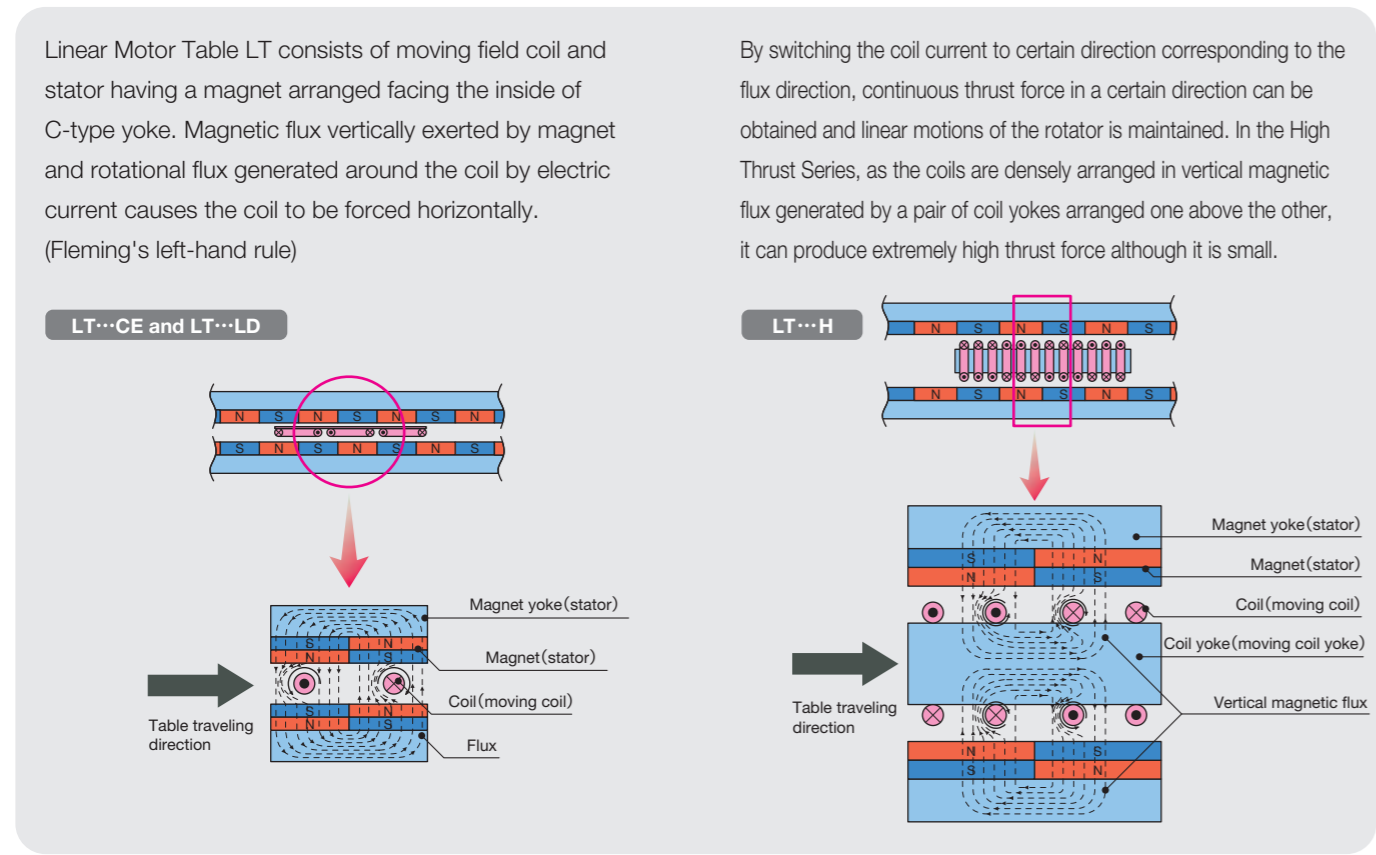 Linear Motor Table LT consists of moving field coil and
stator having a magnet arranged facing the inside of
C-type yoke. Magnetic flux vertically exerted by magnet
and rotational flux generated around the coil by electric
current causes the coil to be forced horizontally.
(Fleming's left-hand rule)
LT···CE and LT···LD
N S N S N S N
S N S N S N S
Magnet yoke(stator)
S N
N S
Magnet(stator)
Coil(moving coil)
S N
N S
Flux
Table traveling
direction
By switching the coil current to certain direction corresponding to the
flux direction, continuous thrust force in a certain direction can be
obtained and linear motions of the rotator is maintained. In the High
Thrust Series, as the coils are densely arranged in vertical magnetic
flux generated by a pair of coil yokes arranged one above the other,
it can produce extremely high thrust force although it is small.
LT···H
N S N S N S
N S N S N S
Magnet yoke(stator)
S N
N S
Magnet(stator)
Coil(moving coil)
Coil yoke(moving coil yoke)
Vertical magnetic flux
Table traveling
direction
N S
S N